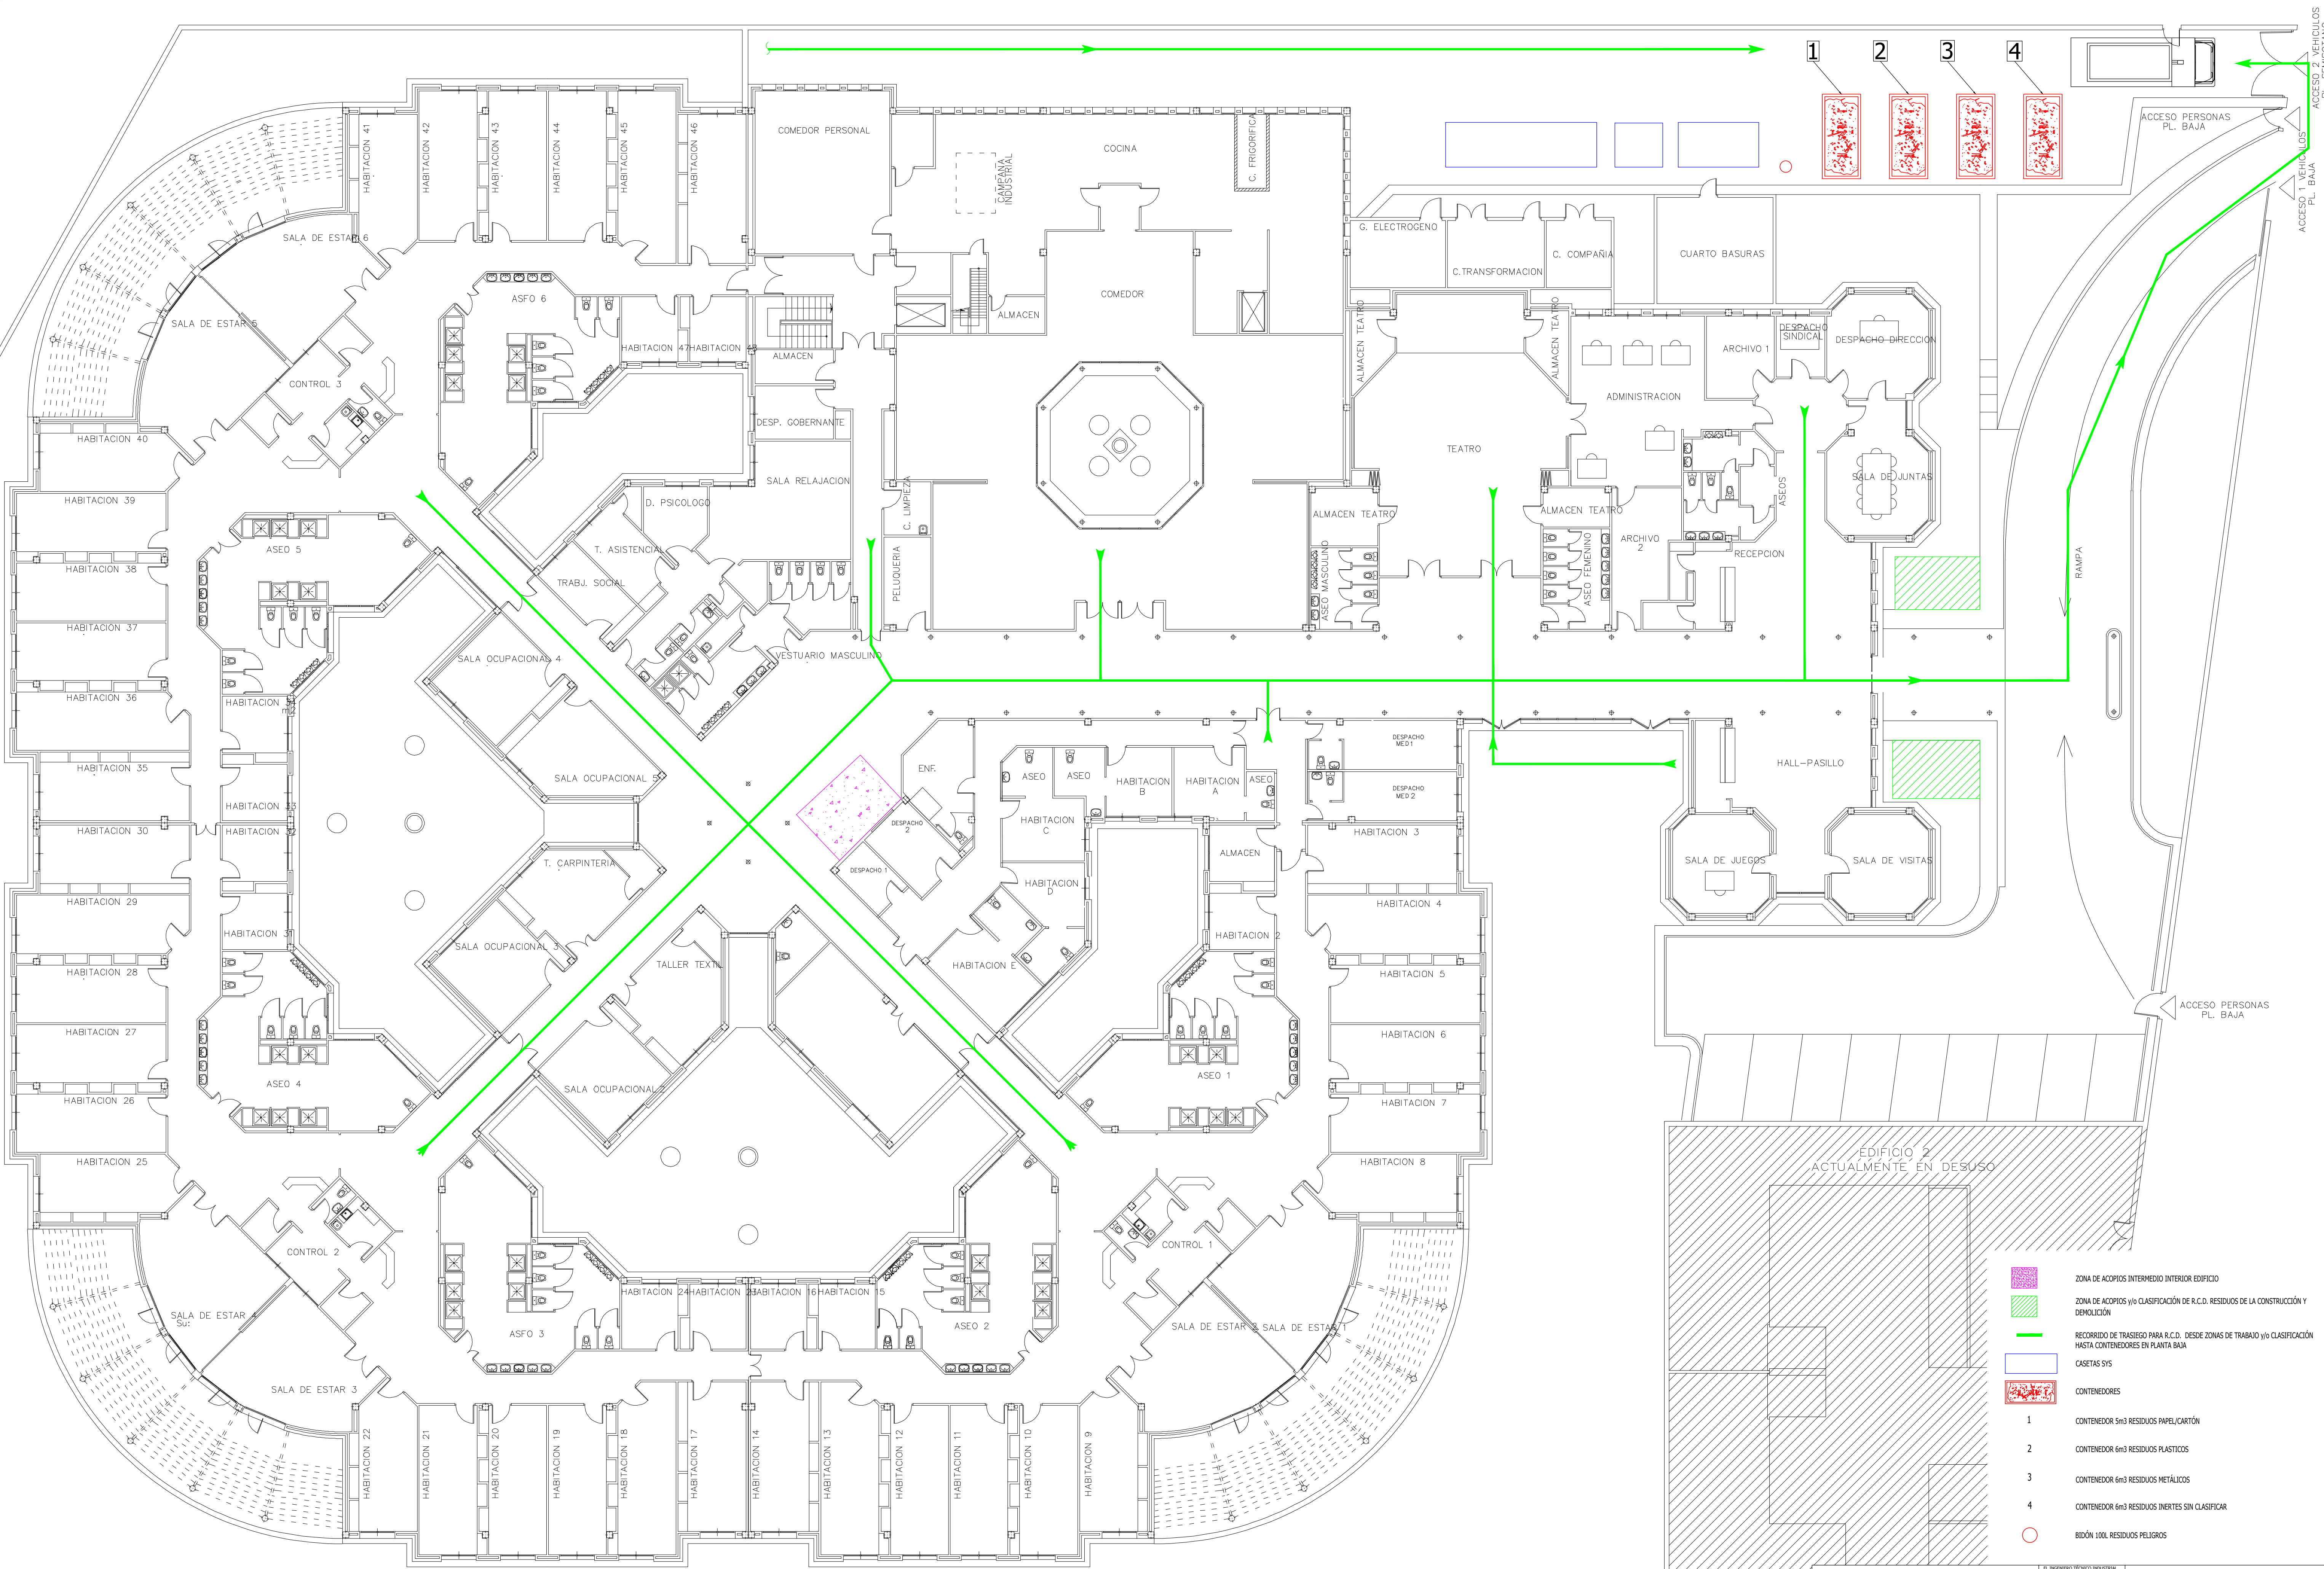 1
2
3
4
ACCESO 2 VEHICULOS
ACCESO PERSONAS
PL. BAJA
ACCESO 1 VEHICULOS
PL. BAJA
HABITACION 41
HABITACION 42
HABITACION 43
HABITACION 44
HABITACION 45
HABITACION 46
COMEDOR PERSONAL
COCINA
CAMPANA
INDUSTRIAL
C. FRIGORIFICA
SALA DE ESTAR 6
SALA DE ESTAR 5
CONTROL 3
ASFO 6
HABITACION 47
HABITACION 48
ALMACEN
ALMACEN
COMEDOR
G. ELECTROGENO
C.TRANSFORMACION
C. COMPAÑIA
CUARTO BASURAS
ALMACEN TEATRO
ALMACEN TEATRO
ARCHIVO 1
DESPACHO
SINDICAL
DESPACHO DIRECCION
ADMINISTRACION
DESP. GOBERNANTE
SALA RELAJACION
TEATRO
SALA DE JUNTAS
HABITACION 40
HABITACION 39
HABITACION 38
HABITACION 37
HABITACION 36
HABITACION 35
ASEO 5
D. PSICOLOGO
T. ASISTENCIAL
TRABJ. SOCIAL
C. LIMPIEZA
PELUQUERIA
ALMACEN TEATRO
ASEO MASCULINO
ALMACEN TEATRO
ASEO FEMENINO
ARCHIVO
2
ASEOS
RECEPCION
RAMPA
VESTUARIO MASCULINO
SALA OCUPACIONAL 4
SALA OCUPACIONAL 5
HABITACION 34
m2
HABITACION 33
HABITACION 32
HABITACION 31
HABITACION 30
HABITACION 29
HABITACION 28
HABITACION 27
HABITACION 26
HABITACION 25
ASEO 4
T. CARPINTERIA
SALA OCUPACIONAL 3
TALLER TEXTIL
SALA OCUPACIONAL 2
ENF.
DESPACHO
2
DESPACHO 1
ASEO
ASEO
HABITACION
B
HABITACION
A
ASEO
HABITACION
C
HABITACION
D
HABITACION E
DESPACHO
MED1
DESPACHO
MED 2
HABITACION 3
ALMACEN
HABITACION 4
HABITACION 2
HABITACION 5
HABITACION 6
HABITACION 7
HABITACION 8
ASEO 1
HALL-PASILLO
SALA DE JUEGOS
SALA DE VISITAS
ACCESO PERSONAS
PL. BAJA
EDIFICIO 2
ACTUALMENTE EN DESUSO
CONTROL 2
SALA DE ESTAR 4
Su:
SALA DE ESTAR 3
ASFO 3
HABITACION 24
HABITACION 23
HABITACION 16
HABITACION 15
ASEO 2
CONTROL 1
SALA DE ESTAR 2
SALA DE ESTAR 1
HABITACION 22
HABITACION 21
HABITACION 20
HABITACION 19
HABITACION 18
HABITACION 17
HABITACION 14
HABITACION 13
HABITACION 12
HABITACION 11
HABITACION 10
HABITACION 9
ZONA DE ACOPIOS INTERMEDIO INTERIOR EDIFICIO
ZONA DE ACOPIOS y/o CLASIFICACIÓN DE R.C.D. RESIDUOS DE LA CONSTRUCCIÓN Y
DEMOLICIÓN
RECORRIDO DE TRASIEGO PARA R.C.D. DESDE ZONAS DE TRABAJO y/o CLASIFICACIÓN
HASTA CONTENEDORES EN PLANTA BAJA
CASETAS SYS
CONTENEDORES
1 CONTENEDOR 5m3 RESIDUOS PAPEL/CARTÓN
2 CONTENEDOR 6m3 RESIDUOS PLASTICOS
3 CONTENEDOR 6m3 RESIDUOS METÁLICOS
4 CONTENEDOR 6m3 RESIDUOS INERTES SIN CLASIFICAR
BIDÓN 100L RESIDUOS PELIGROS
EL INGENIERO TÉCNICO INDUSTRIAL